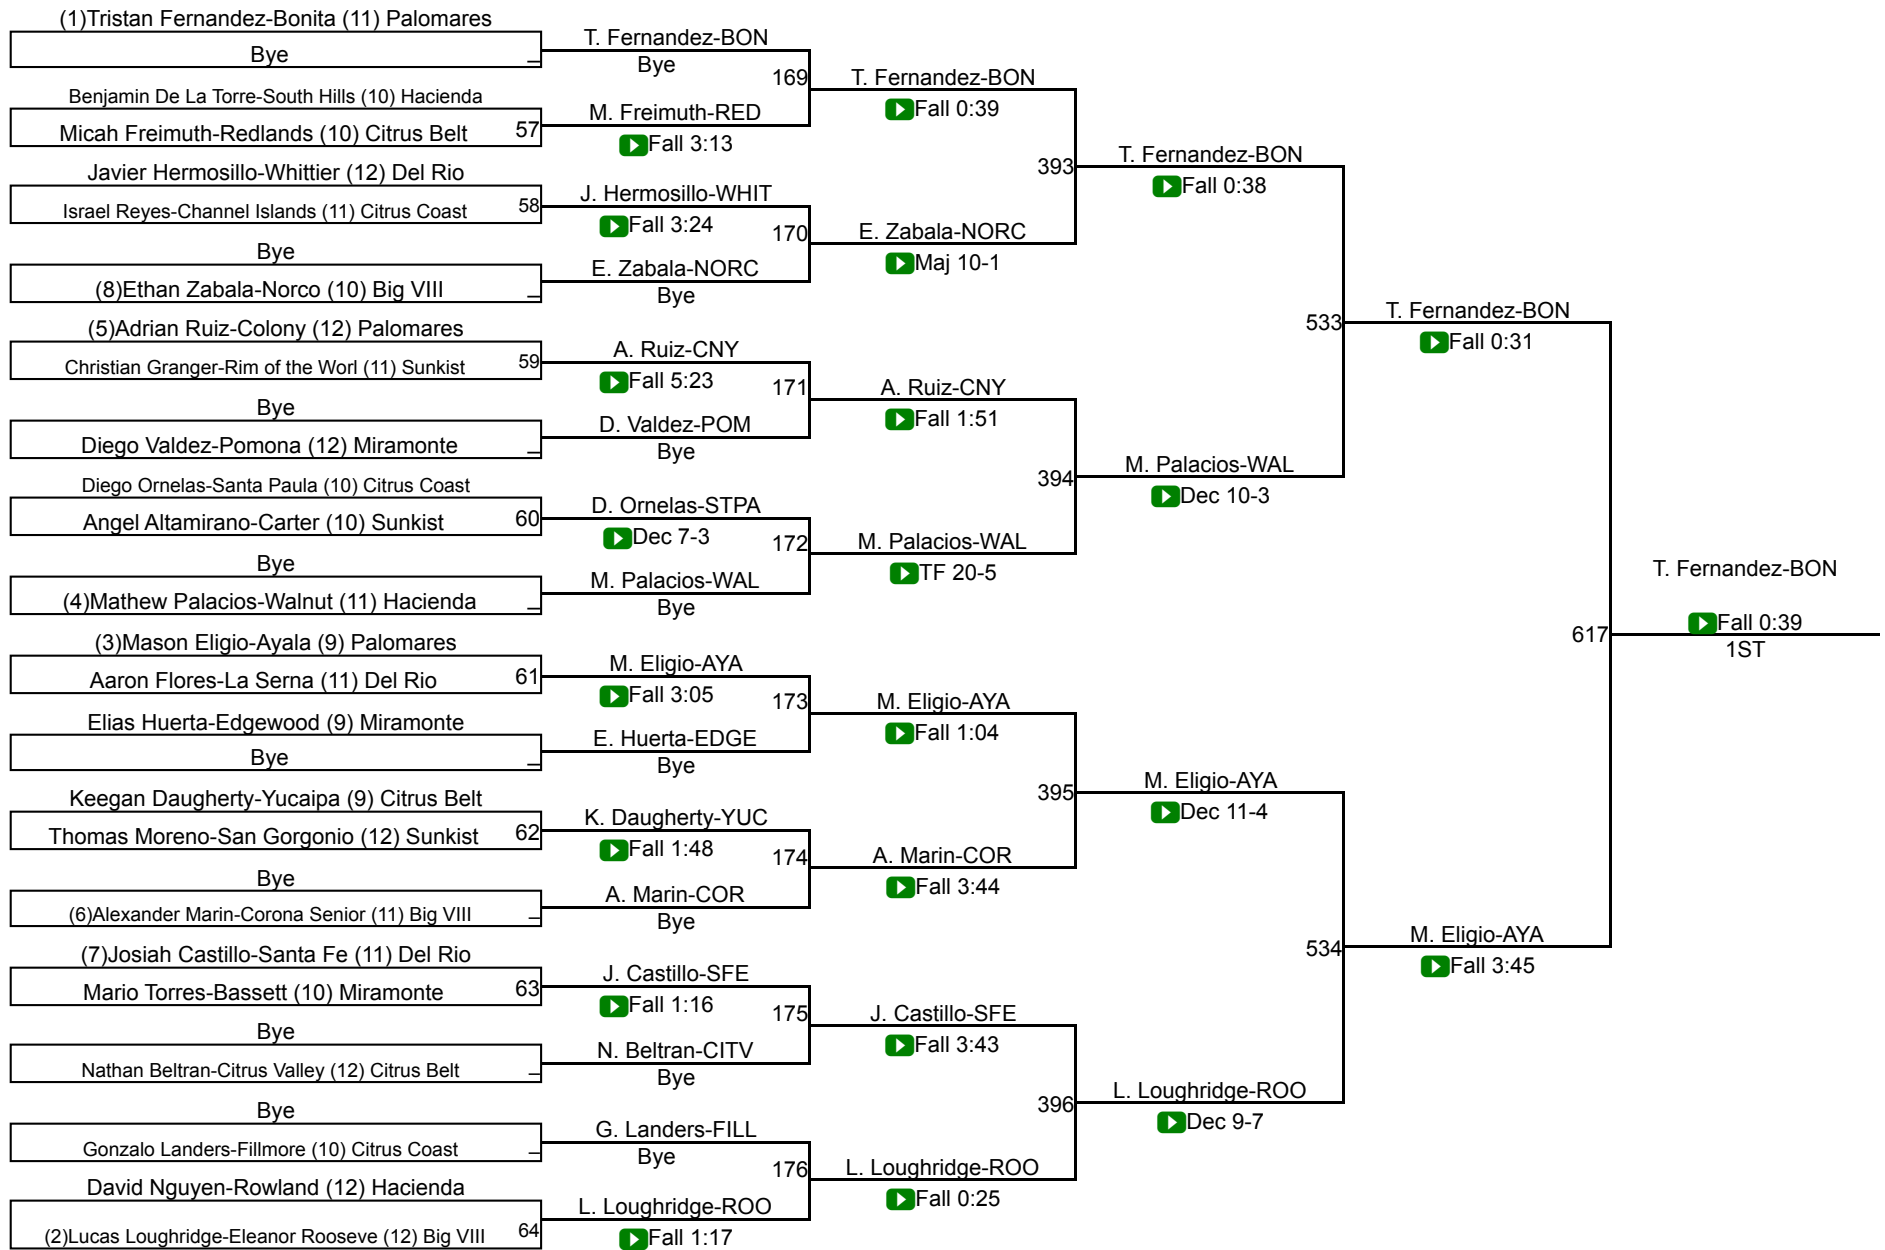 (1)Tristan Fernandez-Bonita (11) Palomares
Bye
_
Benjamin De La Torre-South Hills (10) Hacienda
Micah Freimuth-Redlands (10) Citrus Belt
57
Javier Hermosillo-Whittier (12) Del Rio
Israel Reyes-Channel Islands (11) Citrus Coast
58
Bye
(8)Ethan Zabala-Norco (10) Big VIII
_
(5)Adrian Ruiz-Colony (12) Palomares
Christian Granger-Rim of the Worl (11) Sunkist
59
Bye
Diego Valdez-Pomona (12) Miramonte
_
Diego Ornelas-Santa Paula (10) Citrus Coast
Angel Altamirano-Carter (10) Sunkist
60
Bye
(4)Mathew Palacios-Walnut (11) Hacienda
_
(3)Mason Eligio-Ayala (9) Palomares
Aaron Flores-La Serna (11) Del Rio
61
Elias Huerta-Edgewood (9) Miramonte
Bye
_
Keegan Daugherty-Yucaipa (9) Citrus Belt
Thomas Moreno-San Gorgonio (12) Sunkist
62
Bye
(6)Alexander Marin-Corona Senior (11) Big VIII
_
(7)Josiah Castillo-Santa Fe (11) Del Rio
Mario Torres-Bassett (10) Miramonte
63
Bye
Nathan Beltran-Citrus Valley (12) Citrus Belt
_
Bye
Gonzalo Landers-Fillmore (10) Citrus Coast
_
David Nguyen-Rowland (12) Hacienda
(2)Lucas Loughridge-Eleanor Rooseve (12) Big VIII
64
T. Fernandez-BON
Bye
169
M. Freimuth-RED
Fall 3:13
J. Hermosillo-WHIT
Fall 3:24
170
E. Zabala-NORC
Bye
A. Ruiz-CNY
Fall 5:23
171
D. Valdez-POM
Bye
D. Ornelas-STPA
Dec 7-3
172
M. Palacios-WAL
Bye
M. Eligio-AYA
Fall 3:05
173
E. Huerta-EDGE
Bye
K. Daugherty-YUC
Fall 1:48
174
A. Marin-COR
Bye
J. Castillo-SFE
Fall 1:16
175
N. Beltran-CITV
Bye
G. Landers-FILL
Bye
176
L. Loughridge-ROO
Fall 1:17
T. Fernandez-BON
Fall 0:39
393
E. Zabala-NORC
Maj 10-1
A. Ruiz-CNY
Fall 1:51
394
M. Palacios-WAL
TF 20-5
M. Eligio-AYA
Fall 1:04
395
A. Marin-COR
Fall 3:44
J. Castillo-SFE
Fall 3:43
396
L. Loughridge-ROO
Fall 0:25
T. Fernandez-BON
Fall 0:38
533
M. Palacios-WAL
Dec 10-3
M. Eligio-AYA
Dec 11-4
534
L. Loughridge-ROO
Dec 9-7
T. Fernandez-BON
Fall 0:31
617
M. Eligio-AYA
Fall 3:45
T. Fernandez-BON
Fall 0:39
1ST